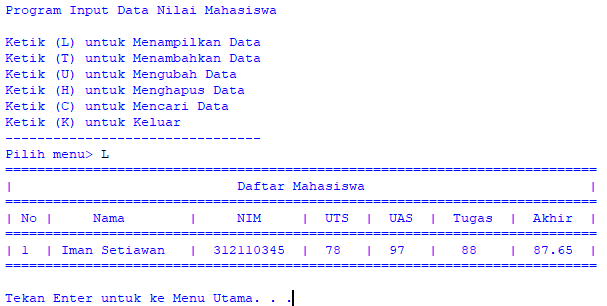 Program Input Data Nilai Mahasiswa
Ketik (L) untuk Menampilkan Data
Ketik (T) untuk Menambahkan Data
Ketik (U) untuk Mengubah Data
Ketik (H) untuk Menghapus Data
Ketik (C) untuk Mencari Data
Ketik (K) untuk Keluar
--------------------------------
Pilih menu> L
==========================================================================
| Daftar Mahasiswa |
==========================================================================
| No | Nama | NIM | UTS | UAS | Tugas | Akhir |
==========================================================================
| 1 | Iman Setiawan | 312110345 | 78 | 97 | 88 | 87.65 |
==========================================================================
Tekan Enter untuk ke Menu Utama. . .